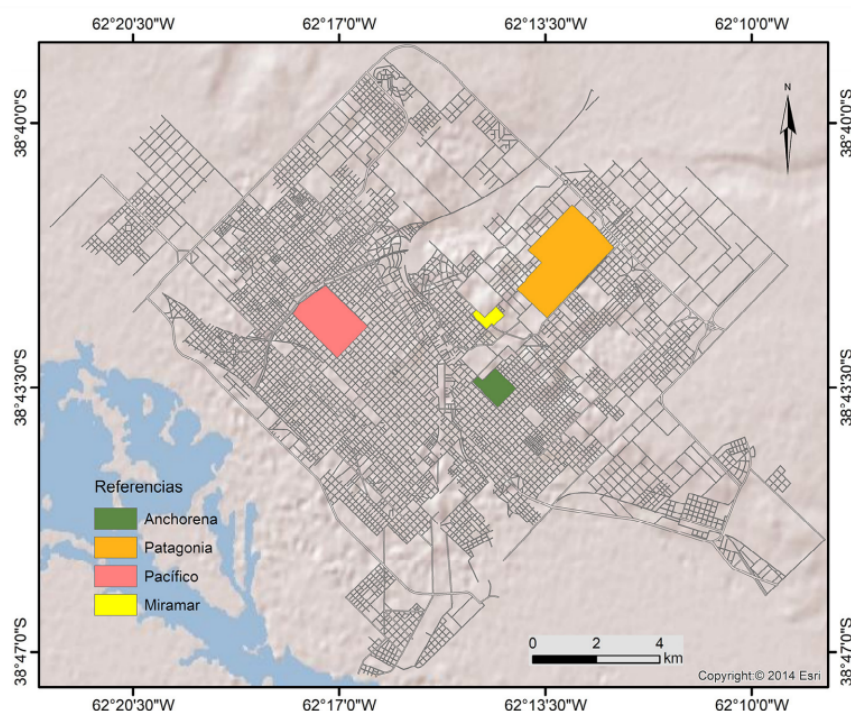 62°20'30"W 62°17'0"W 62°13'30"W 62°10'0"W
38°40'0"S 38°40'0"S
N
38°43'30"S 38°43'30"S
Referencias
Anchorena
Patagonia
Pacífico
Miramar
0 2 4
km
38°47'0"S 38°47'0"S
Copyright:© 2014 Esri
62°20'30"W 62°17'0"W 62°13'30"W 62°10'0"W